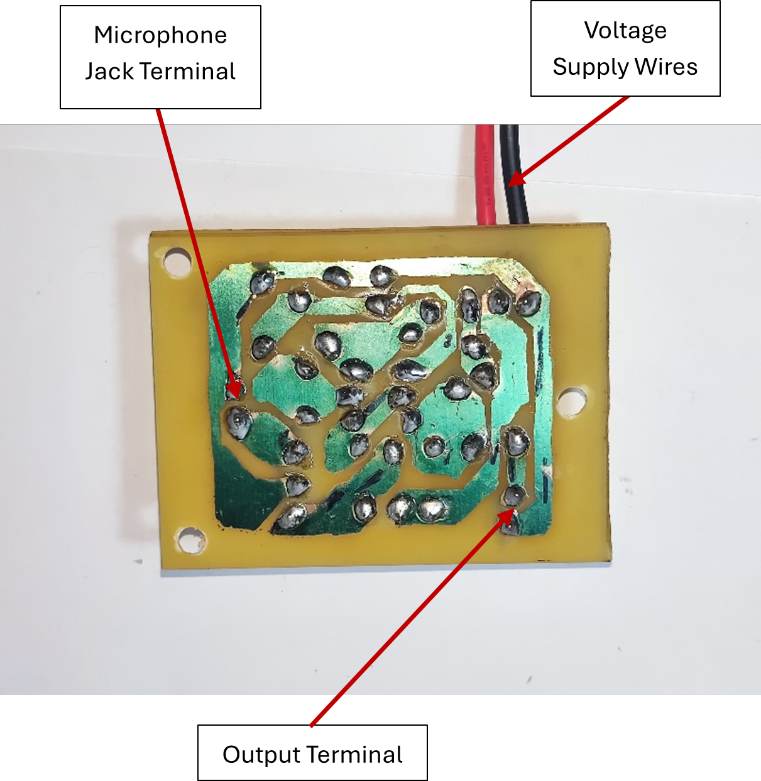 Microphone
Jack Terminal
Voltage
Supply Wires
Output Terminal